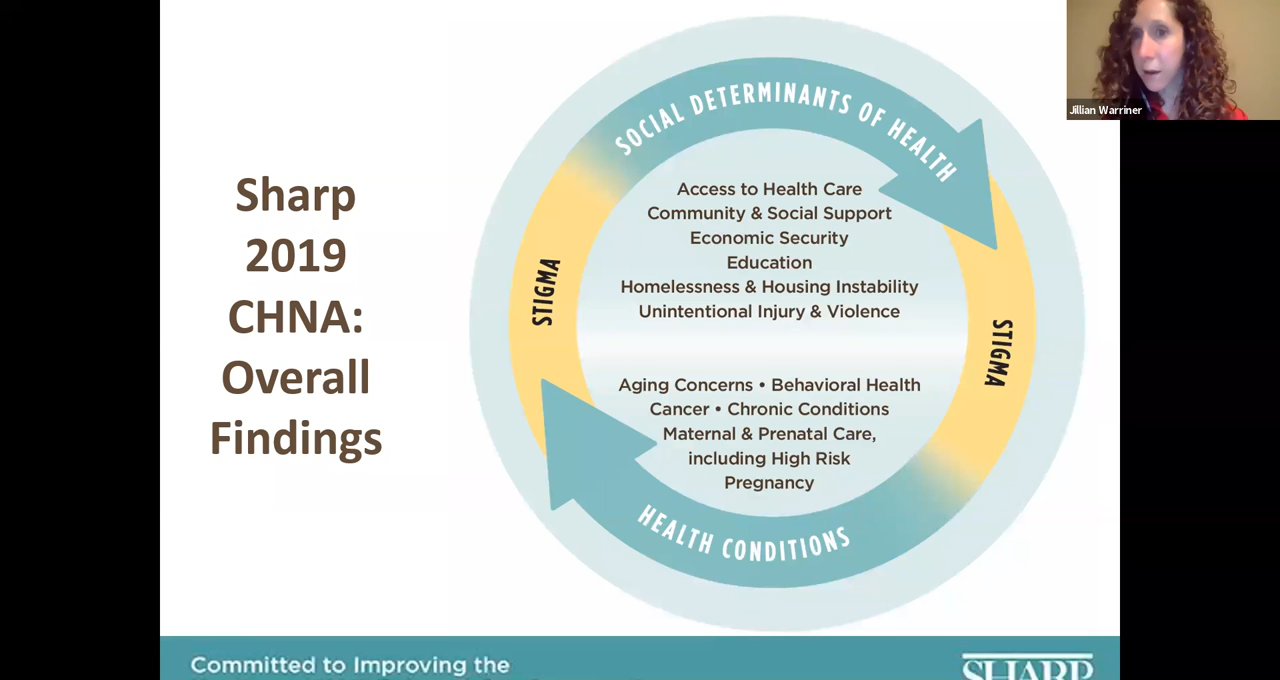 Jillian Warriner
Sharp
2019
CHNA:
Overall
Findings
SOCIAL DETERMINANTS OF HEALTH
Access to Health Care
Community & Social Support
Economic Security
Education
Homelessness & Housing Instability
Unintentional Injury & Violence
STIGMA
STIGMA
Aging Concerns • Behavioral Health
Cancer • Chronic Conditions
Maternal & Prenatal Care,
including High Risk
Pregnancy
HEALTH CONDITIONS
Committed to Improving the
SHARP